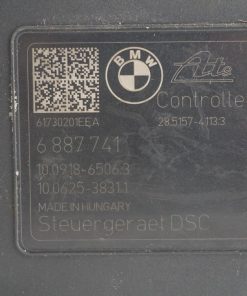 BMW
Ate
Controlle
61730201EEA
28.5157-4113.3
6 887 741
10.0918-6506.3
10.0625-3831.1
MADE IN HUNGARY
Steuergeraet DSC